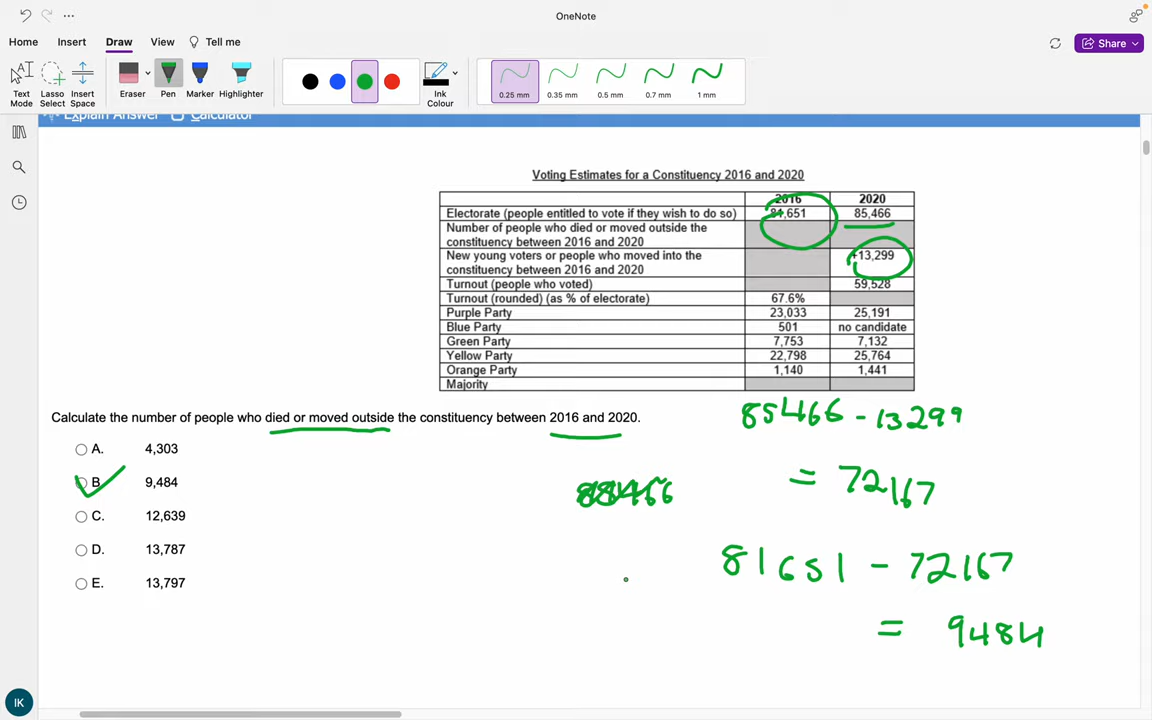 OneNote
Home Insert Draw View Tell me
Share
Text Mode
Lasso Select
Insert Space
Eraser
Pen
Marker
Highlighter
Ink Colour
0.25 mm 0.35 mm 0.5 mm 0.7 mm 1 mm
Explain Answer Calculator
Voting Estimates for a Constituency 2016 and 2020
2016 2020
Electorate (people entitled to vote if they wish to do so) 81,651 85,466
Number of people who died or moved outside the
constituency between 2016 and 2020
New young voters or people who moved into the +13,299
constituency between 2016 and 2020
Turnout (people who voted) 59,528
Turnout (rounded) (as % of electorate) 67.6%
Purple Party 23,033 25,191
Blue Party 501 no candidate
Green Party 7,753 7,132
Yellow Party 22,798 25,764
Orange Party 1,140 1,441
Majority
Calculate the number of people who died or moved outside the constituency between 2016 and 2020.
85466 - 13299
A. 4,303
B. 9,484
= 72167
C. 12,639
D. 13,787
81651 - 72167
E. 13,797
= 9484
IK